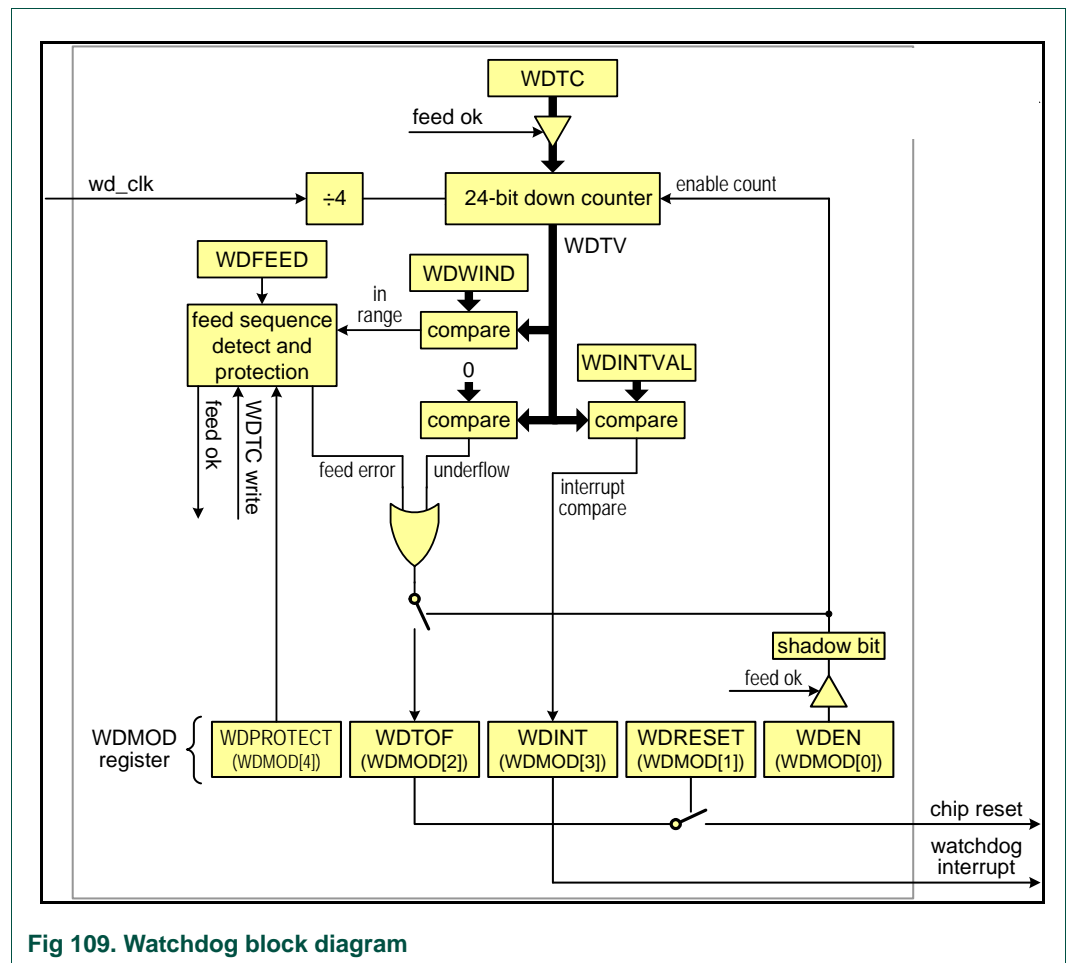 WDTC
feed ok
wd_clk
÷4
24-bit down counter
enable count
WDTV
WDFEED
WDWIND
in
range
feed sequence
detect and
protection
compare
WDINTVAL
0
compare
compare
feed ok
WDTC write
feed error
underflow
interrupt
compare
shadow bit
feed ok
WDMOD
register
WDPROTECT
(WDMOD[4])
WDTOF
(WDMOD[2])
WDINT
(WDMOD[3])
WDRESET
(WDMOD[1])
WDEN
(WDMOD[0])
chip reset
watchdog
interrupt
Fig 109. Watchdog block diagram